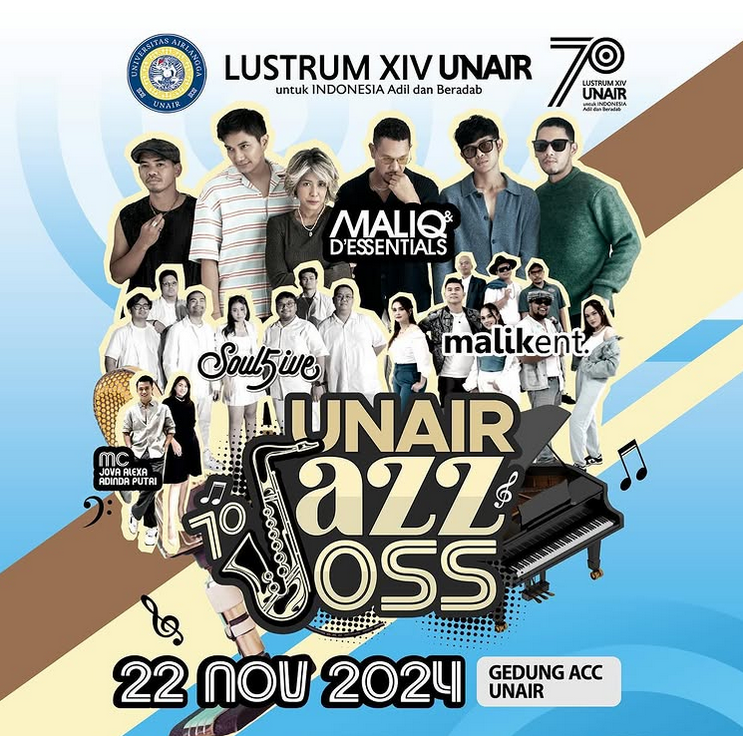 UNIVERSITAS AIRLANGGA
UNAIR
LUSTRUM XIV UNAIR
untuk INDONESIA Adil dan Beradab
70
LUSTRUM XIV
UNAIR
untuk INDONESIA
Adil dan Beradab
MALIQ &
D'ESSENTIALS
Soul5ive
malikent.
MC
JOVA ALEXA
ADINDA PUTRI
UNAIR
70
Jazz
JOSS
22 NOV 2024
GEDUNG ACC
UNAIR